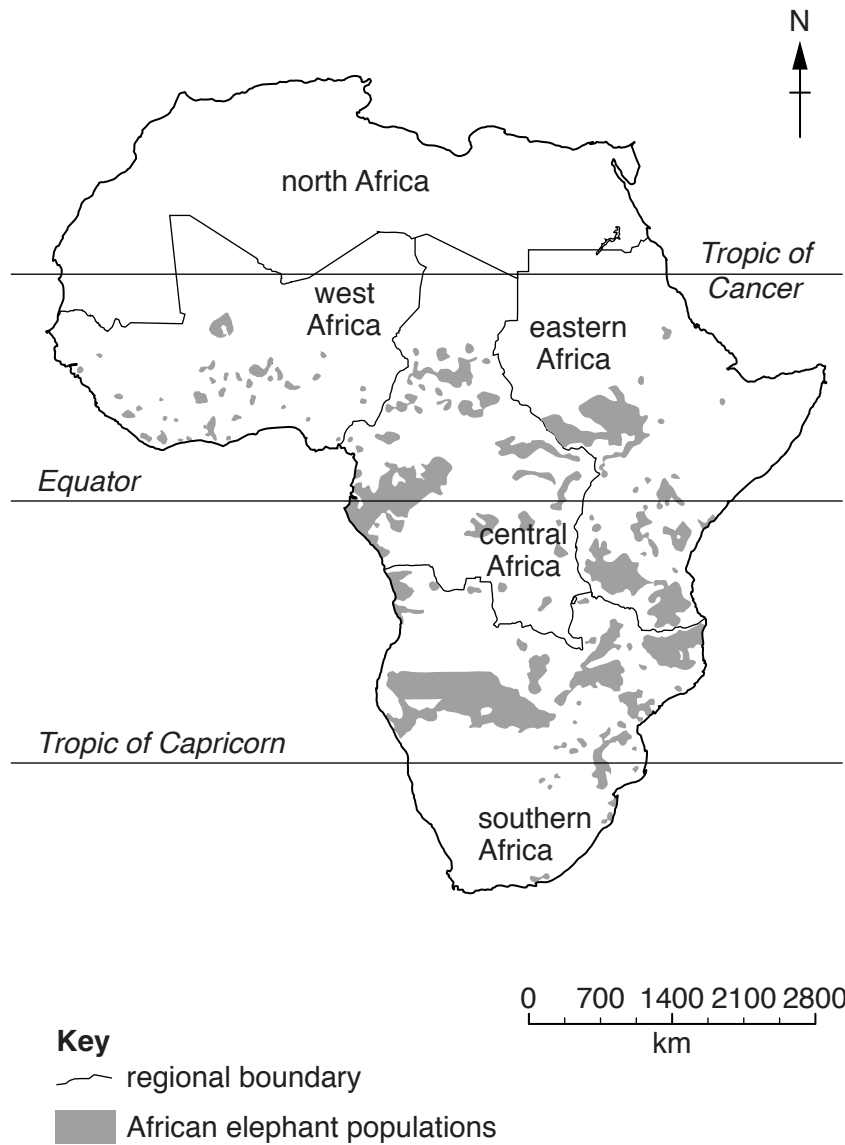 N
north Africa
Tropic of
Cancer
west
Africa
eastern
Africa
Equator
central
Africa
Tropic of Capricorn
southern
Africa
0 700 1400 2100 2800
km
Key
regional boundary
African elephant populations